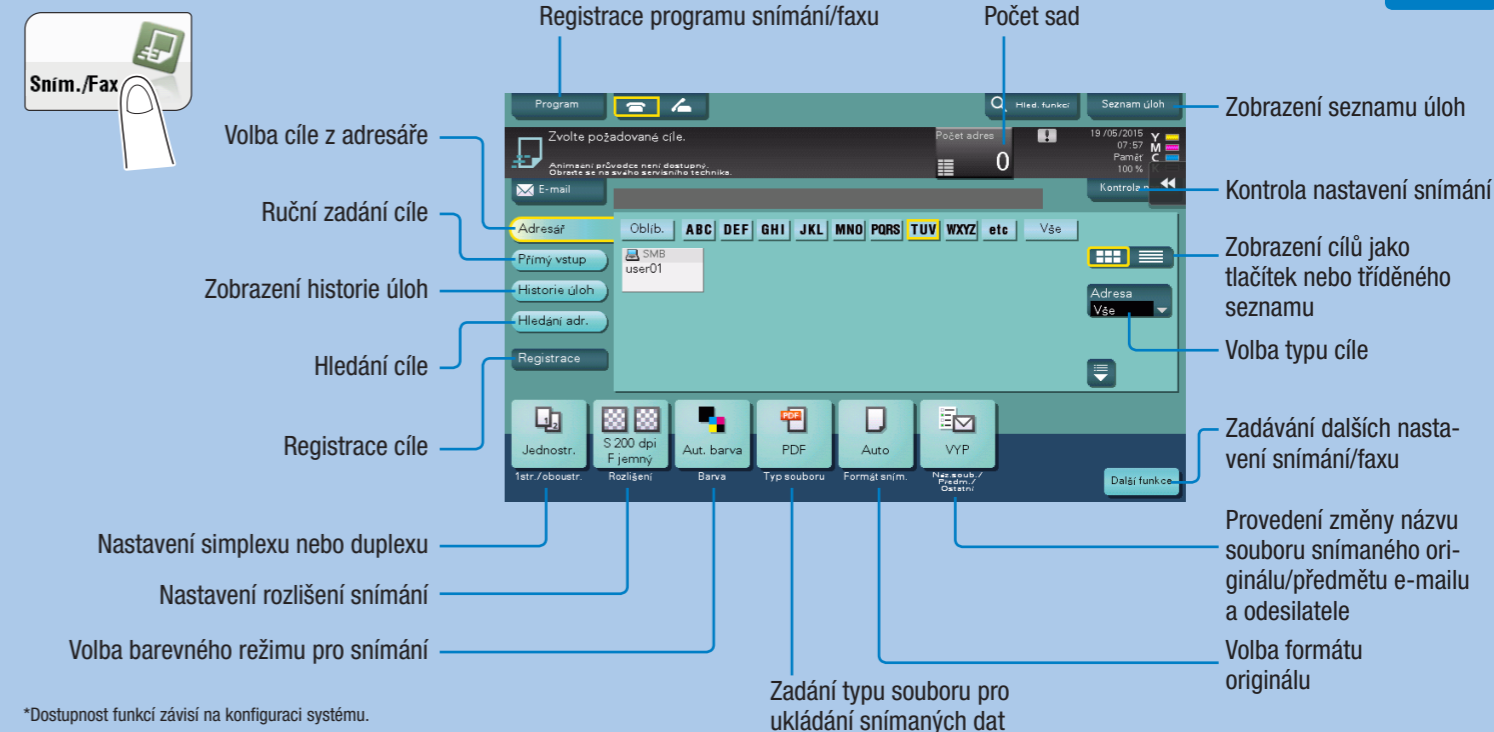 Registrace programu snímání/faxu
Počet sad
Sním./Fax
Program
Hled. funkcí
Seznam úloh
Zobrazení seznamu úloh
Volba cíle z adresáře
Zvolte požadované cíle.
Animsani průvodce není dostupný.
Obraťte se na svého servisního technika.
Počet adres
0
19/05/2015
07:57
Paměť
100 %
Y
M
C
K
E-mail
Kontrola n
Kontrola nastavení snímání
Ruční zadání cíle
Adresář
Oblíb.
ABC
DEF
GHI
JKL
MNO
PQRS
TUV
WXYZ
etc
Vše
Přímý vstup
SMB
user01
Zobrazení cílů jako
tlačítek nebo tříděného
seznamu
Zobrazení historie úloh
Historie úloh
Adresa
Vše
Hledání adr.
Hledání cíle
Registrace
Volba typu cíle
Registrace cíle
Jednostr.
S 200 dpi
F jemný
Aut. barva
PDF
PDF
Auto
VYP
Zadávání dalších nasta-
vení snímání/faxu
1str./oboustr.
Rozlišení
Barva
Typ souboru
Formát sním.
Náz.soub./
Předm./
Ostatní
Další funkce
Nastavení simplexu nebo duplexu
Provedení změny názvu
souboru snímaného ori-
ginálu/předmětu e-mailu
a odesilatele
Nastavení rozlišení snímání
Volba barevného režimu pro snímání
Volba formátu
originálu
Zadání typu souboru pro
ukládání snímaných dat
*Dostupnost funkcí závisí na konfiguraci systému.